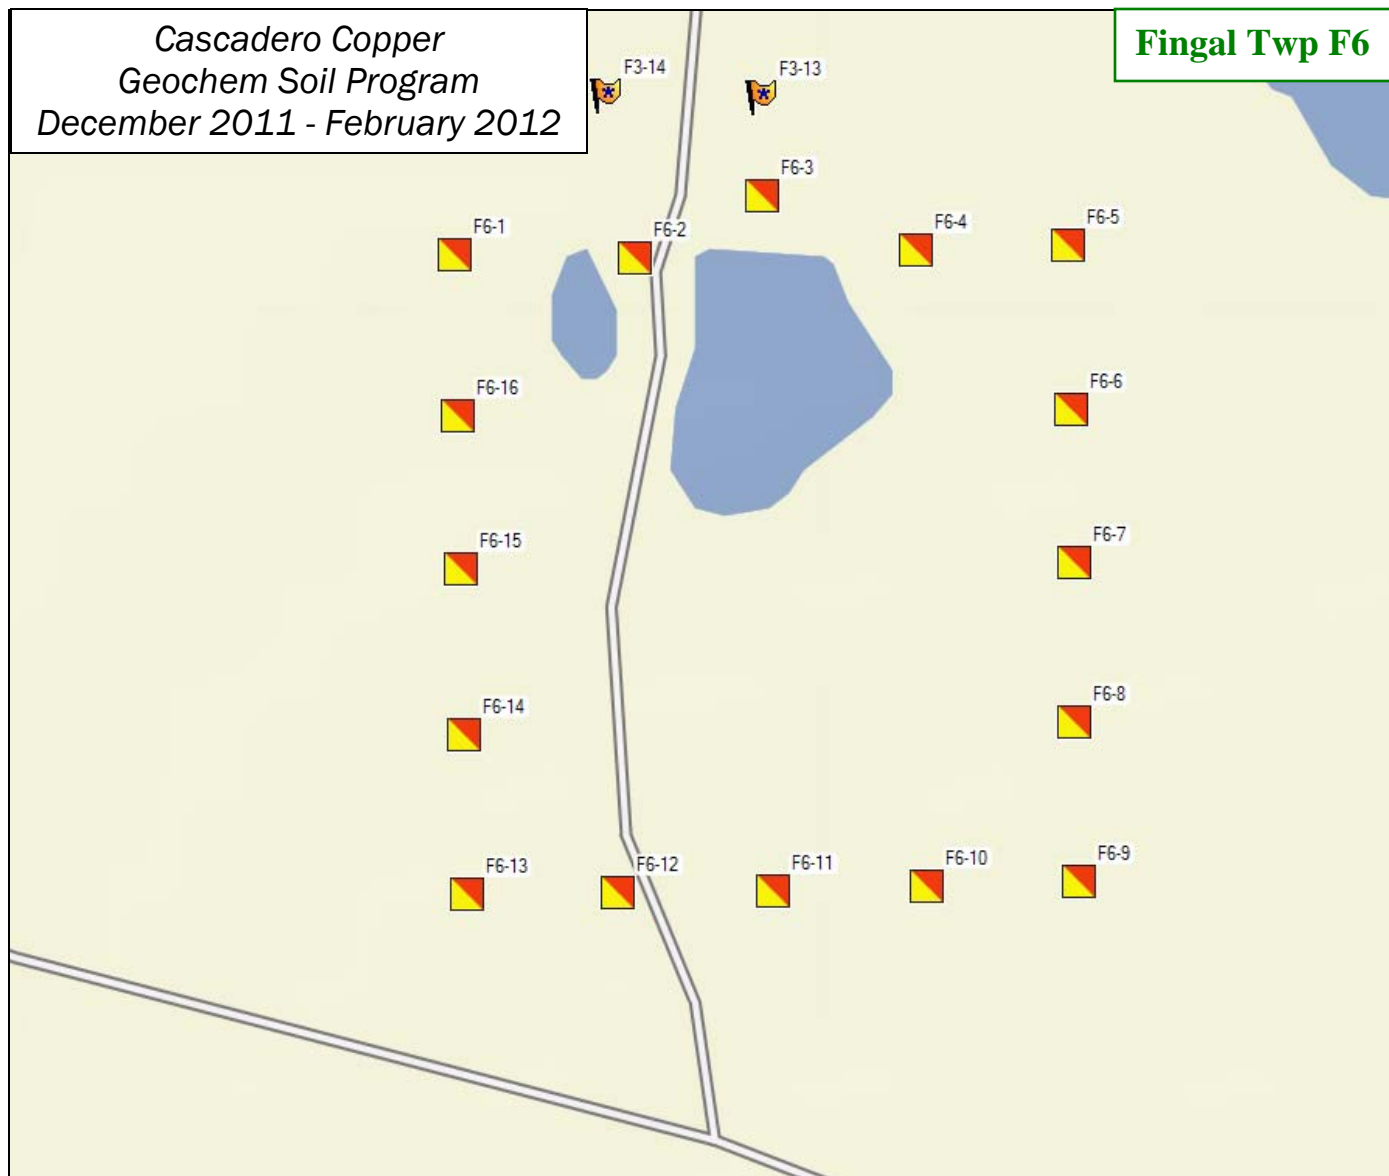 Cascadero Copper
Geochem Soil Program
December 2011 - February 2012
Fingal Twp F6
F3-14
F3-13
F6-3
F6-1
F6-2
F6-4
F6-5
F6-16
F6-6
F6-15
F6-7
F6-14
F6-8
F6-13
F6-12
F6-11
F6-10
F6-9